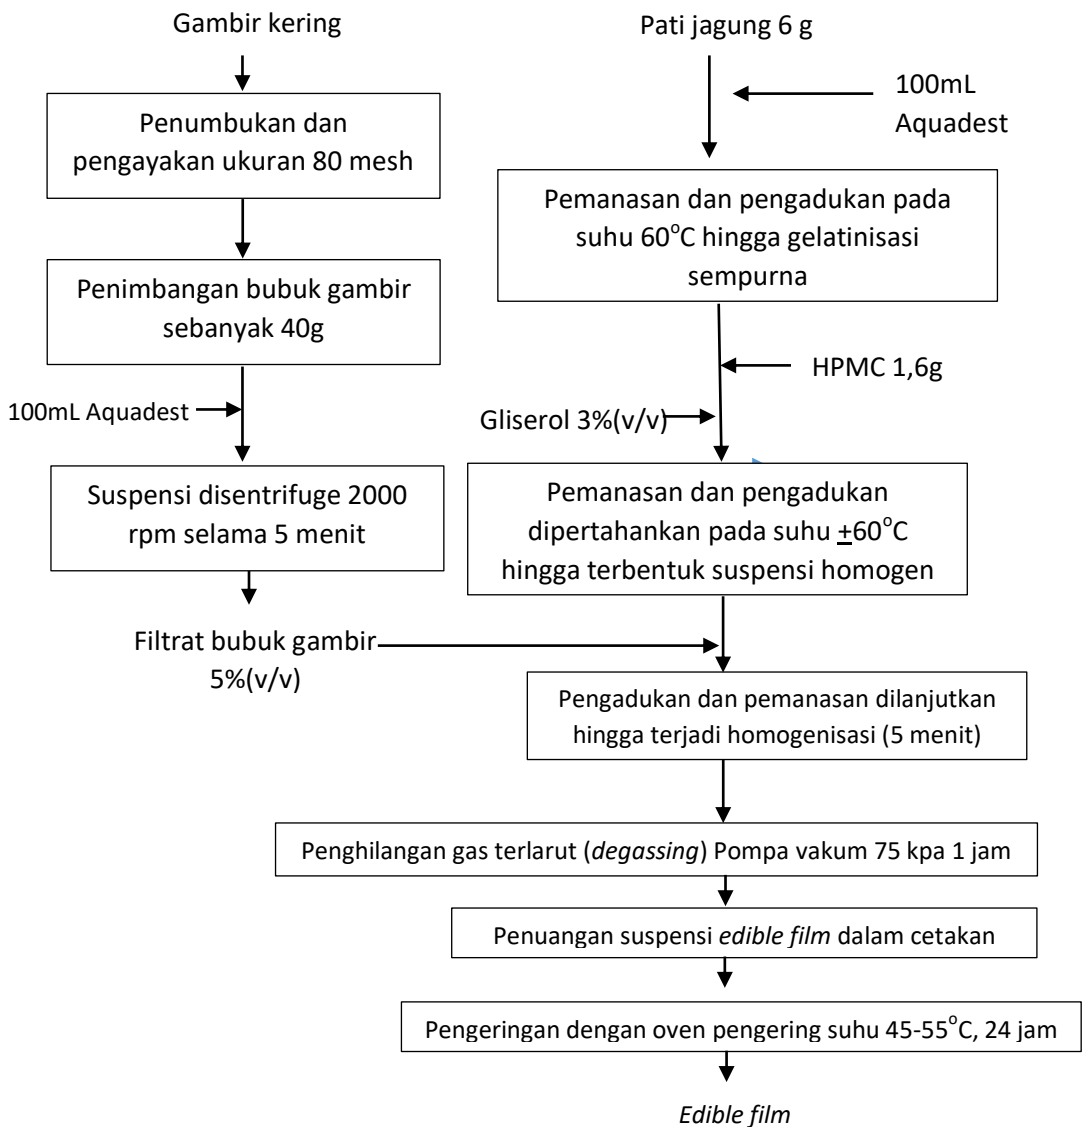 Gambir kering
Penumbukan dan
pengayakan ukuran 80 mesh
Penimbangan bubuk gambir
sebanyak 40g
100mL Aquadest
Suspensi disentrifuge 2000
rpm selama 5 menit
Filtrat bubuk gambir
5%(v/v)
Pati jagung 6 g
100mL
Aquadest
Pemanasan dan pengadukan pada
suhu 60°C hingga gelatinisasi
sempurna
HPMC 1,6g
Gliserol 3%(v/v)
Pemanasan dan pengadukan
dipertahankan pada suhu ±60°C
hingga terbentuk suspensi homogen
Pengadukan dan pemanasan dilanjutkan
hingga terjadi homogenisasi (5 menit)
Penghilangan gas terlarut (degassing) Pompa vakum 75 kpa 1 jam
Penuangan suspensi edible film dalam cetakan
Pengeringan dengan oven pengering suhu 45-55°C, 24 jam
Edible film